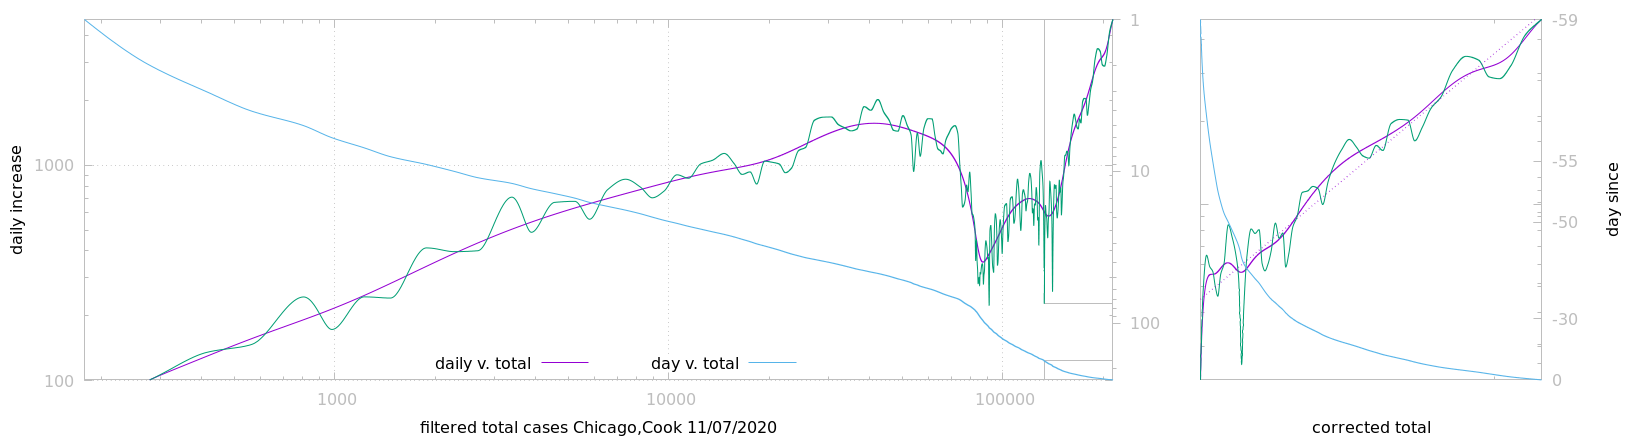 daily increase
1000
100
1000
10000
100000
filtered total cases Chicago,Cook 11/07/2020
daily v. total
day v. total
1
10
100
-59
-55
-50
-30
0
day since
corrected total